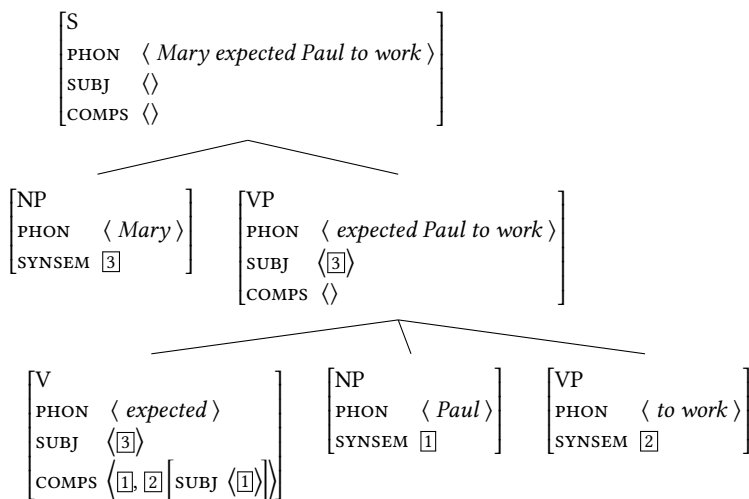 S
PHON ⟨ Mary expected Paul to work ⟩
SUBJ ⟨⟩
COMPS ⟨⟩
NP
PHON ⟨ Mary ⟩
SYNSEM 3
VP
PHON ⟨ expected Paul to work ⟩
SUBJ ⟨3⟩
COMPS ⟨⟩
V
PHON ⟨ expected ⟩
SUBJ ⟨3⟩
COMPS ⟨1, 2 [SUBJ ⟨1⟩]⟩
NP
PHON ⟨ Paul ⟩
SYNSEM 1
VP
PHON ⟨ to work ⟩
SYNSEM 2